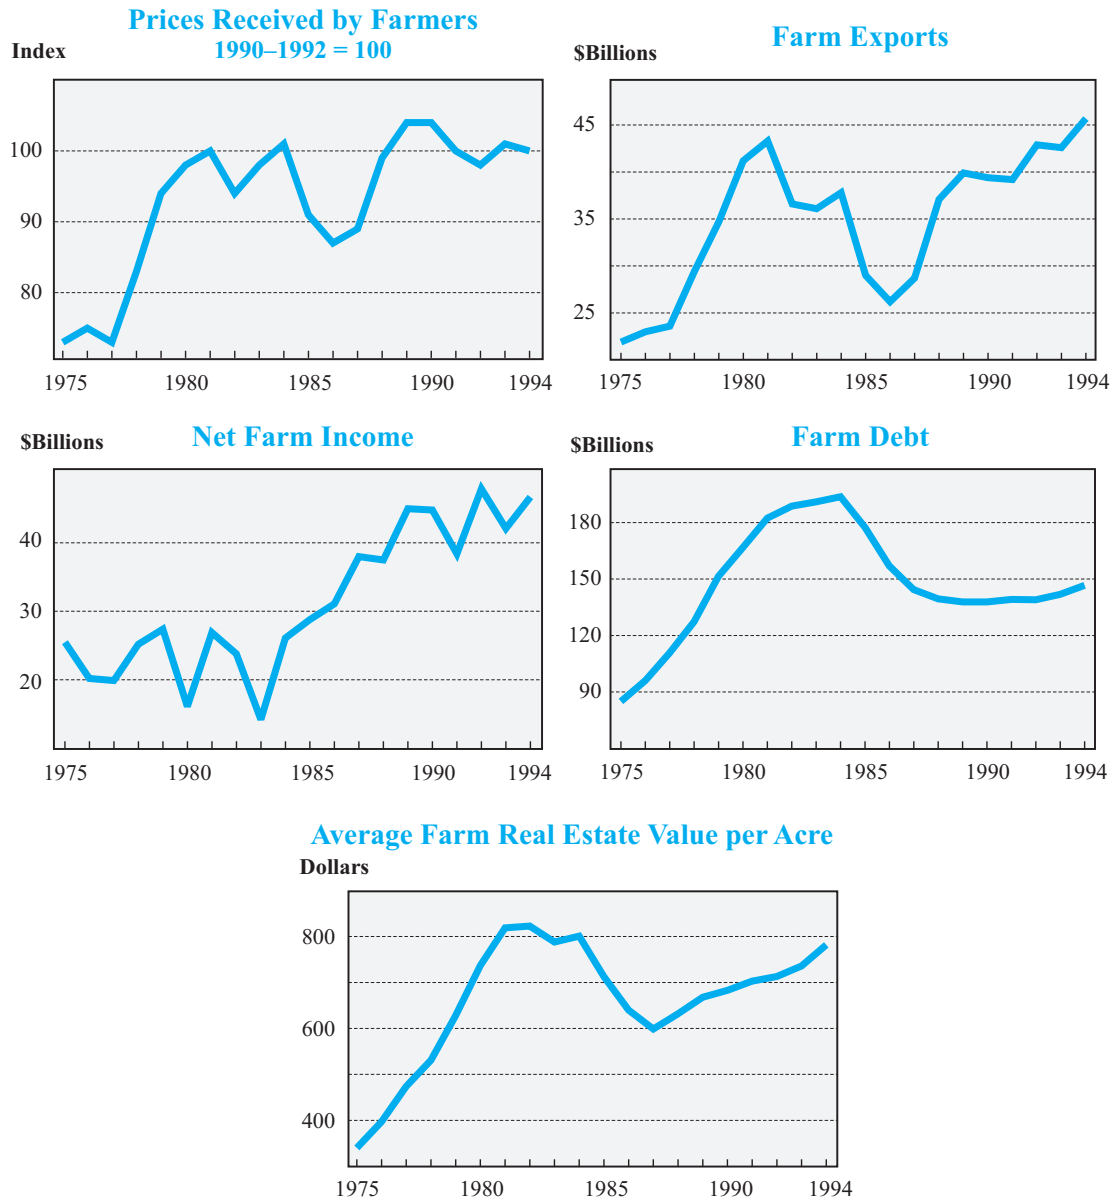 Prices Received by Farmers
1990–1992 = 100
Index
100
90
80
1975 1980 1985 1990 1994
Farm Exports
$Billions
45
35
25
1975 1980 1985 1990 1994
Net Farm Income
$Billions
40
30
20
1975 1980 1985 1990 1994
Farm Debt
$Billions
180
150
120
90
1975 1980 1985 1990 1994
Average Farm Real Estate Value per Acre
Dollars
800
600
400
1975 1980 1985 1990 1994